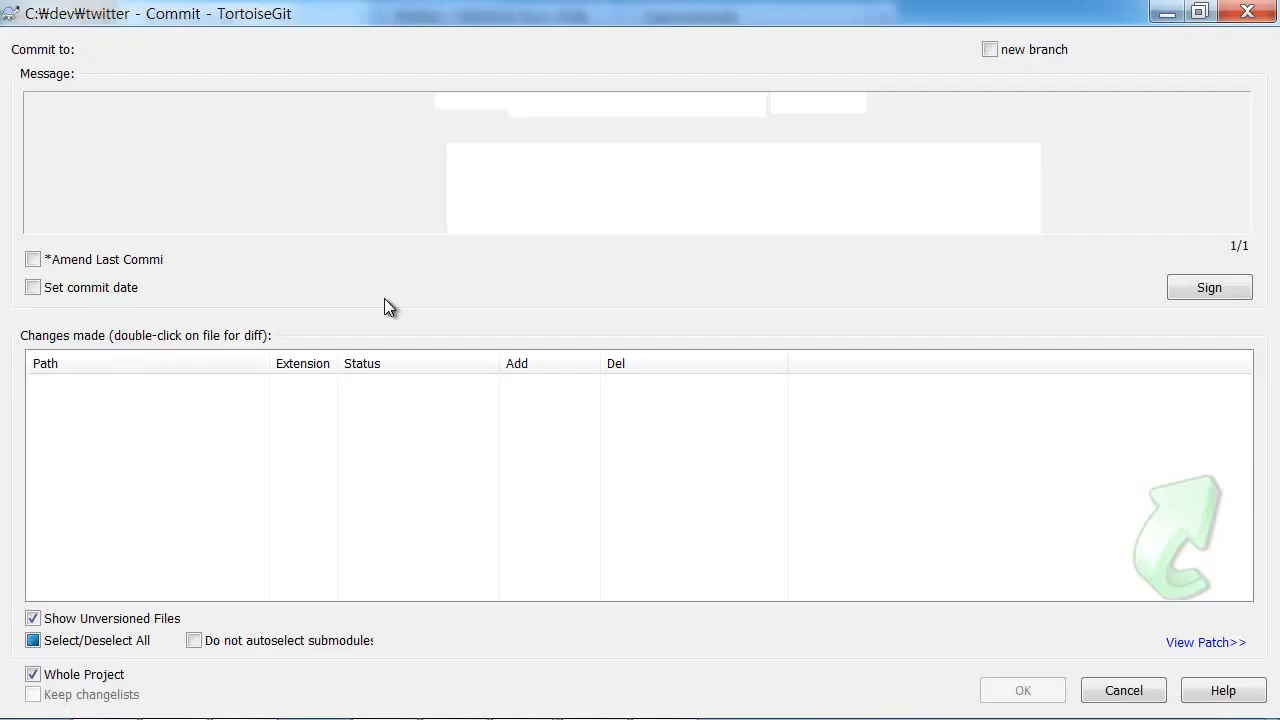 C:₩dev₩twitter - Commit - TortoiseGit
Commit to:
new branch
Message:
1/1
*Amend Last Commi
Set commit date
Sign
Changes made (double-click on file for diff):
Path Extension Status Add Del
Show Unversioned Files
Select/Deselect All Do not autoselect submodules
View Patch>>
Whole Project
Keep changelists
OK Cancel Help